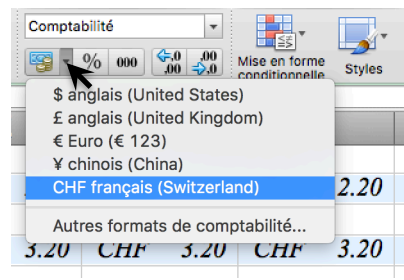 Comptabilité
% 000 ,0 ,00 ,00 ,0
Mise en forme conditionnelle
Styles
$ anglais (United States)
£ anglais (United Kingdom)
€ Euro (€ 123)
¥ chinois (China)
CHF français (Switzerland)
2.20
Autres formats de comptabilité...
3.20 CHF 3.20 CHF 3.20